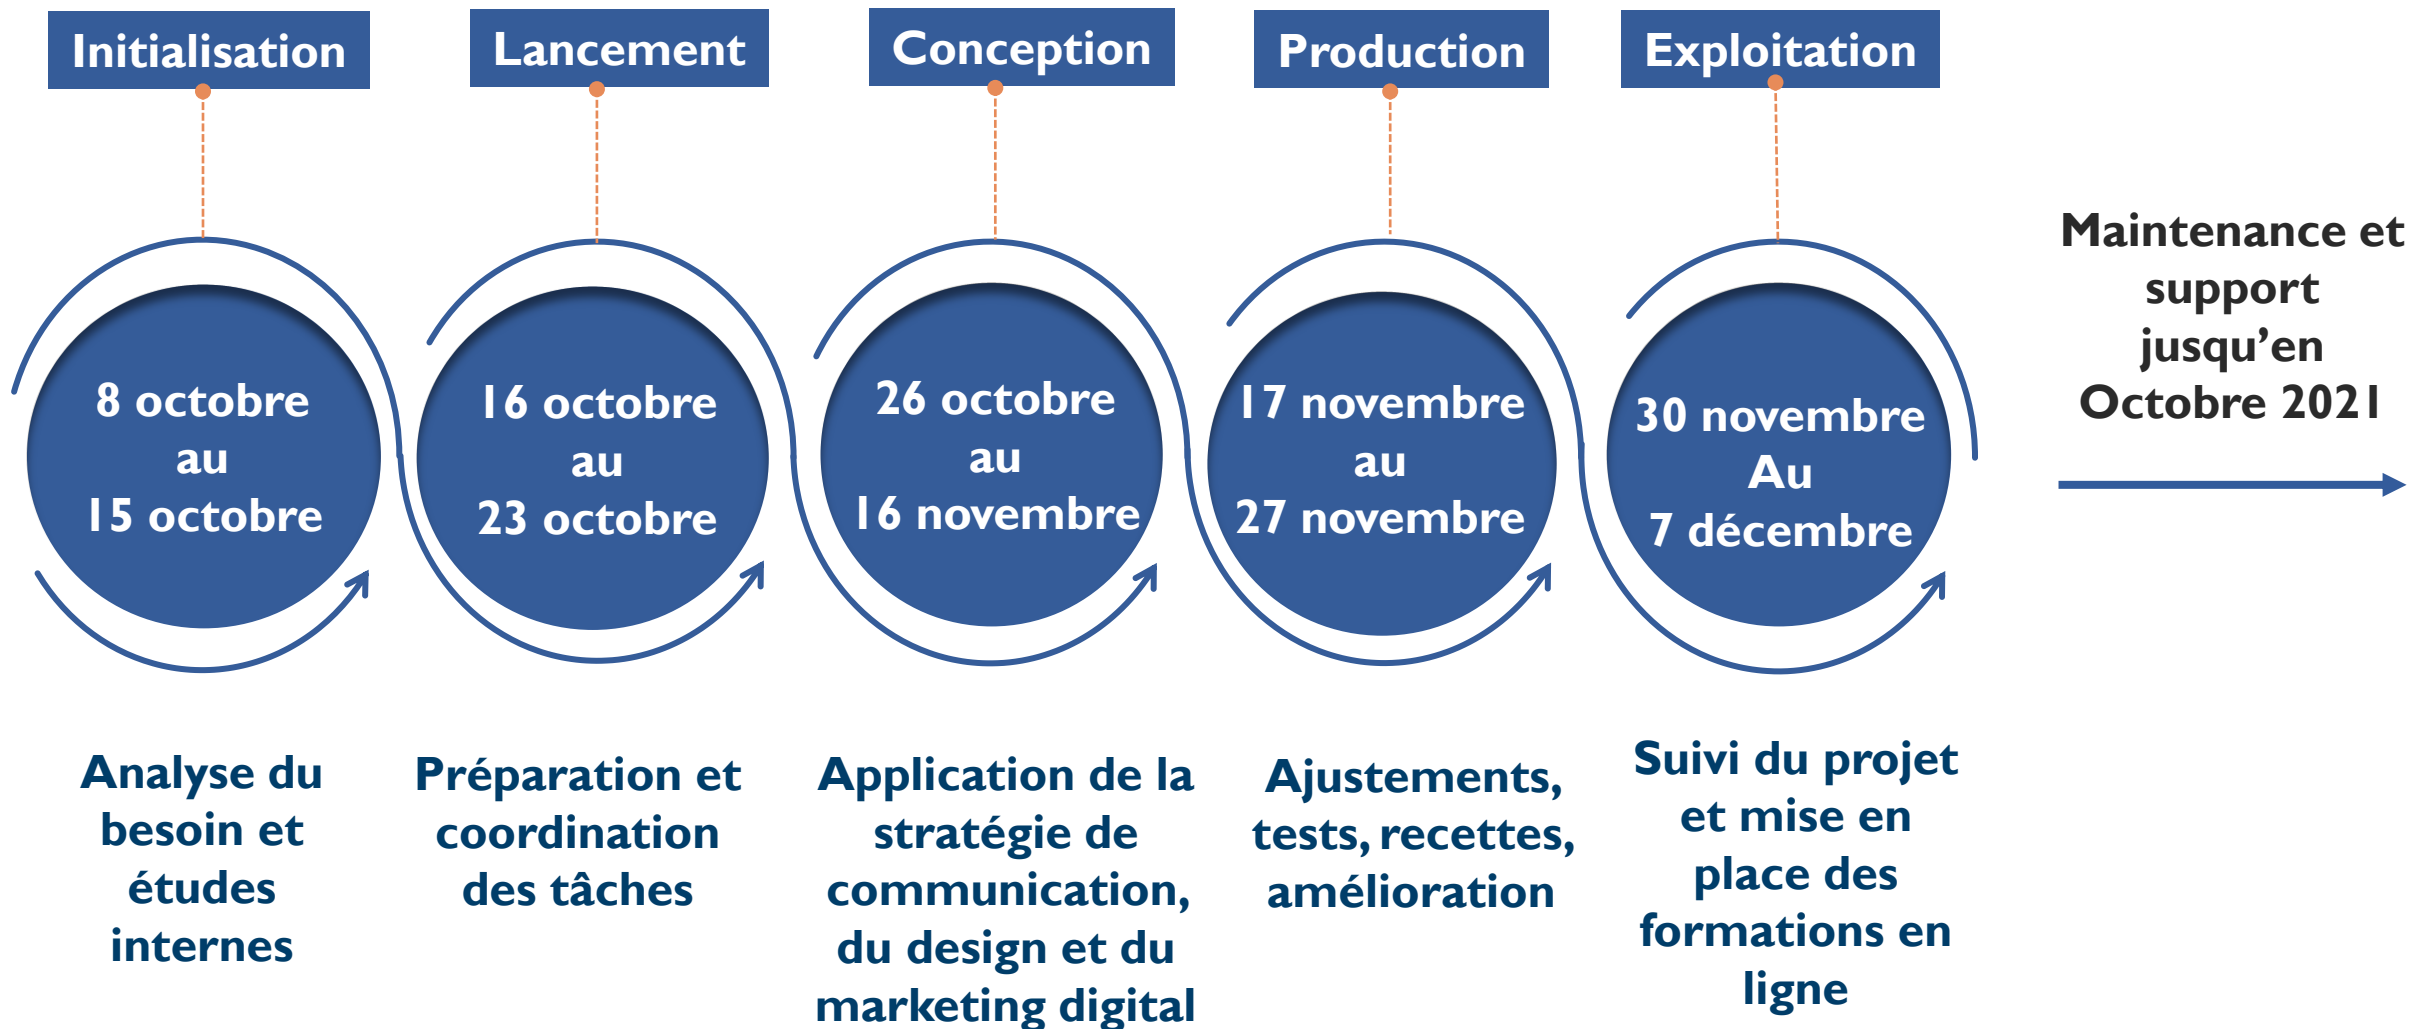 Initialisation
Lancement
Conception
Production
Exploitation
8 octobre
au
15 octobre
16 octobre
au
23 octobre
26 octobre
au
16 novembre
17 novembre
au
27 novembre
30 novembre
Au
7 décembre
Maintenance et
support
jusqu’en
Octobre 2021
Analyse du
besoin et
études
internes
Préparation et
coordination
des tâches
Application de la
stratégie de
communication,
du design et du
marketing digital
Ajustements,
tests, recettes,
amélioration
Suivi du projet
et mise en
place des
formations en
ligne